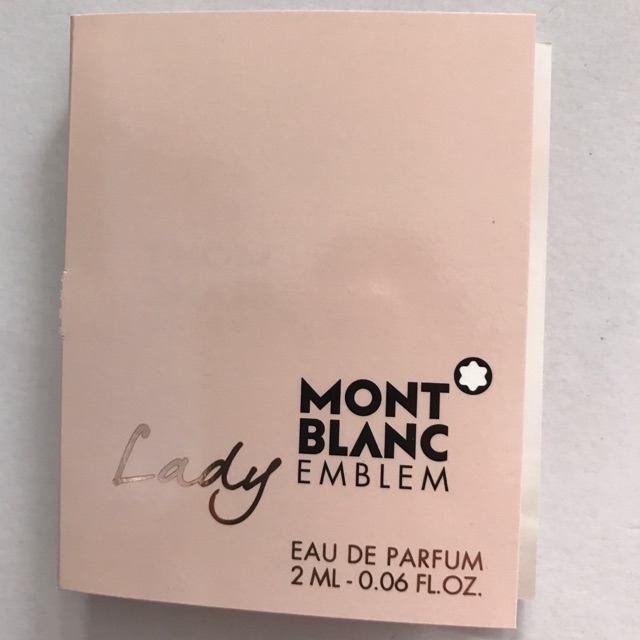 MONT
BLANC
Lady EMBLEM
EAU DE PARFUM
2 ML - 0.06 FL.OZ.